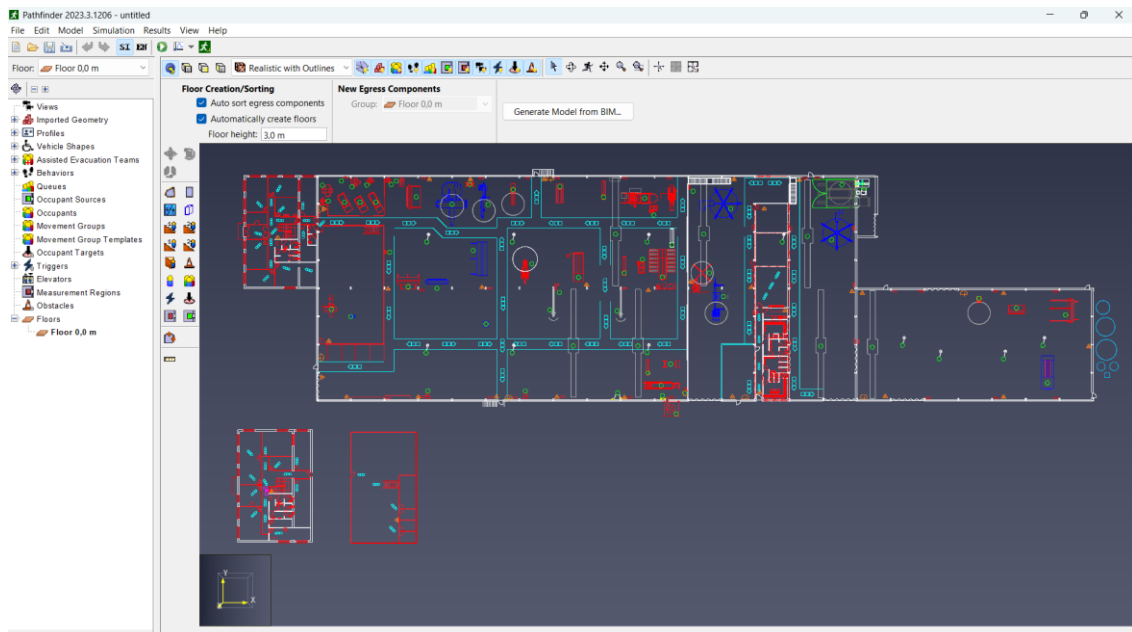 Pathfinder 2023.3.1206 - untitled
File Edit Model Simulation Results View Help
SI EN
Floor: Floor 0,0 m
Realistic with Outlines
Floor Creation/Sorting
Auto sort egress components
Automatically create floors
Floor height: 3.0 m
New Egress Components
Group: Floor 0,0 m
Generate Model from BIM...
Views
Imported Geometry
Profiles
Vehicle Shapes
Assisted Evacuation Teams
Behaviors
Queues
Occupant Sources
Occupants
Movement Groups
Movement Group Templates
Occupant Targets
Triggers
Elevators
Measurement Regions
Obstacles
Floors
Floor 0,0 m
Y
X